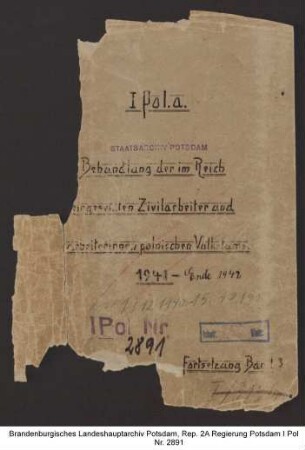 I Pol. a.
STAATSARCHIV POTSDAM
Behandlung der im Reich
eingesetzten Zivilarbeiter und
arbeiterinnen polnischen Volkstums.
1941 - Ende 1942
I Pol Nr.
2891
Fortsetzung Band 3
Brandenburgisches Landeshauptarchiv Potsdam, Rep. 2A Regierung Potsdam I Pol
Nr. 2891